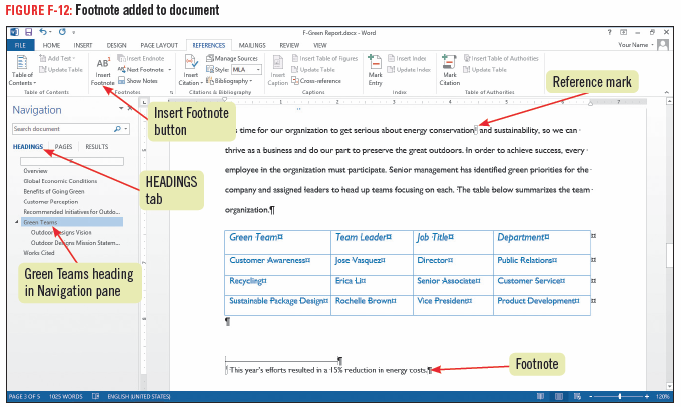 FIGURE F-12: Footnote added to document
F-Green Report.docx - Word
FILE HOME INSERT DESIGN PAGE LAYOUT REFERENCES MAILINGS REVIEW VIEW Your Name
Table of Contents
Add Text
Update Table
Table of Contents
Insert Footnote
Insert Endnote
Next Footnote
Show Notes
Footnotes
Insert Citation
Manage Sources
Style: MLA
Bibliography
Citations & Bibliography
Insert Caption
Insert Table of Figures
Update Table
Cross-reference
Captions
Mark Entry
Insert Index
Update Index
Index
Mark Citation
Insert Table of Authorities
Update Table
Table of Authorities
Reference mark
Navigation
Search document
HEADINGS PAGES RESULTS
Overview
Global Economic Conditions
Benefits of Going Green
Customer Perception
Recommended Initiatives for Outdo...
Green Teams
Outdoor Designs Vision
Outdoor Designs Mission Statem...
Works Cited
Insert Footnote
button
HEADINGS
tab
Green Teams heading
in Navigation pane
time for our organization to get serious about energy conservation and sustainability, so we can
thrive as a business and do our part to preserve the great outdoors. In order to achieve success, every
employee in the organization must participate. Senior management has identified green priorities for the
company and assigned leaders to head up teams focusing on each. The table below summarizes the team
organization.¶
Green Team¤ Team Leader¤ Job Title¤ Department¤ ¤
Customer Awareness¤ Jose Vasquez¤ Director¤ Public Relations¤ ¤
Recycling¤ Erica Li¤ Senior Associate¤ Customer Service¤ ¤
Sustainable Package Design¤ Rochelle Brown¤ Vice President¤ Product Development¤ ¤
¶
¶
This year's efforts resulted in a 15% reduction in energy costs.¶
Footnote
PAGE 3 OF 5 1025 WORDS ENGLISH (UNITED STATES) 120%